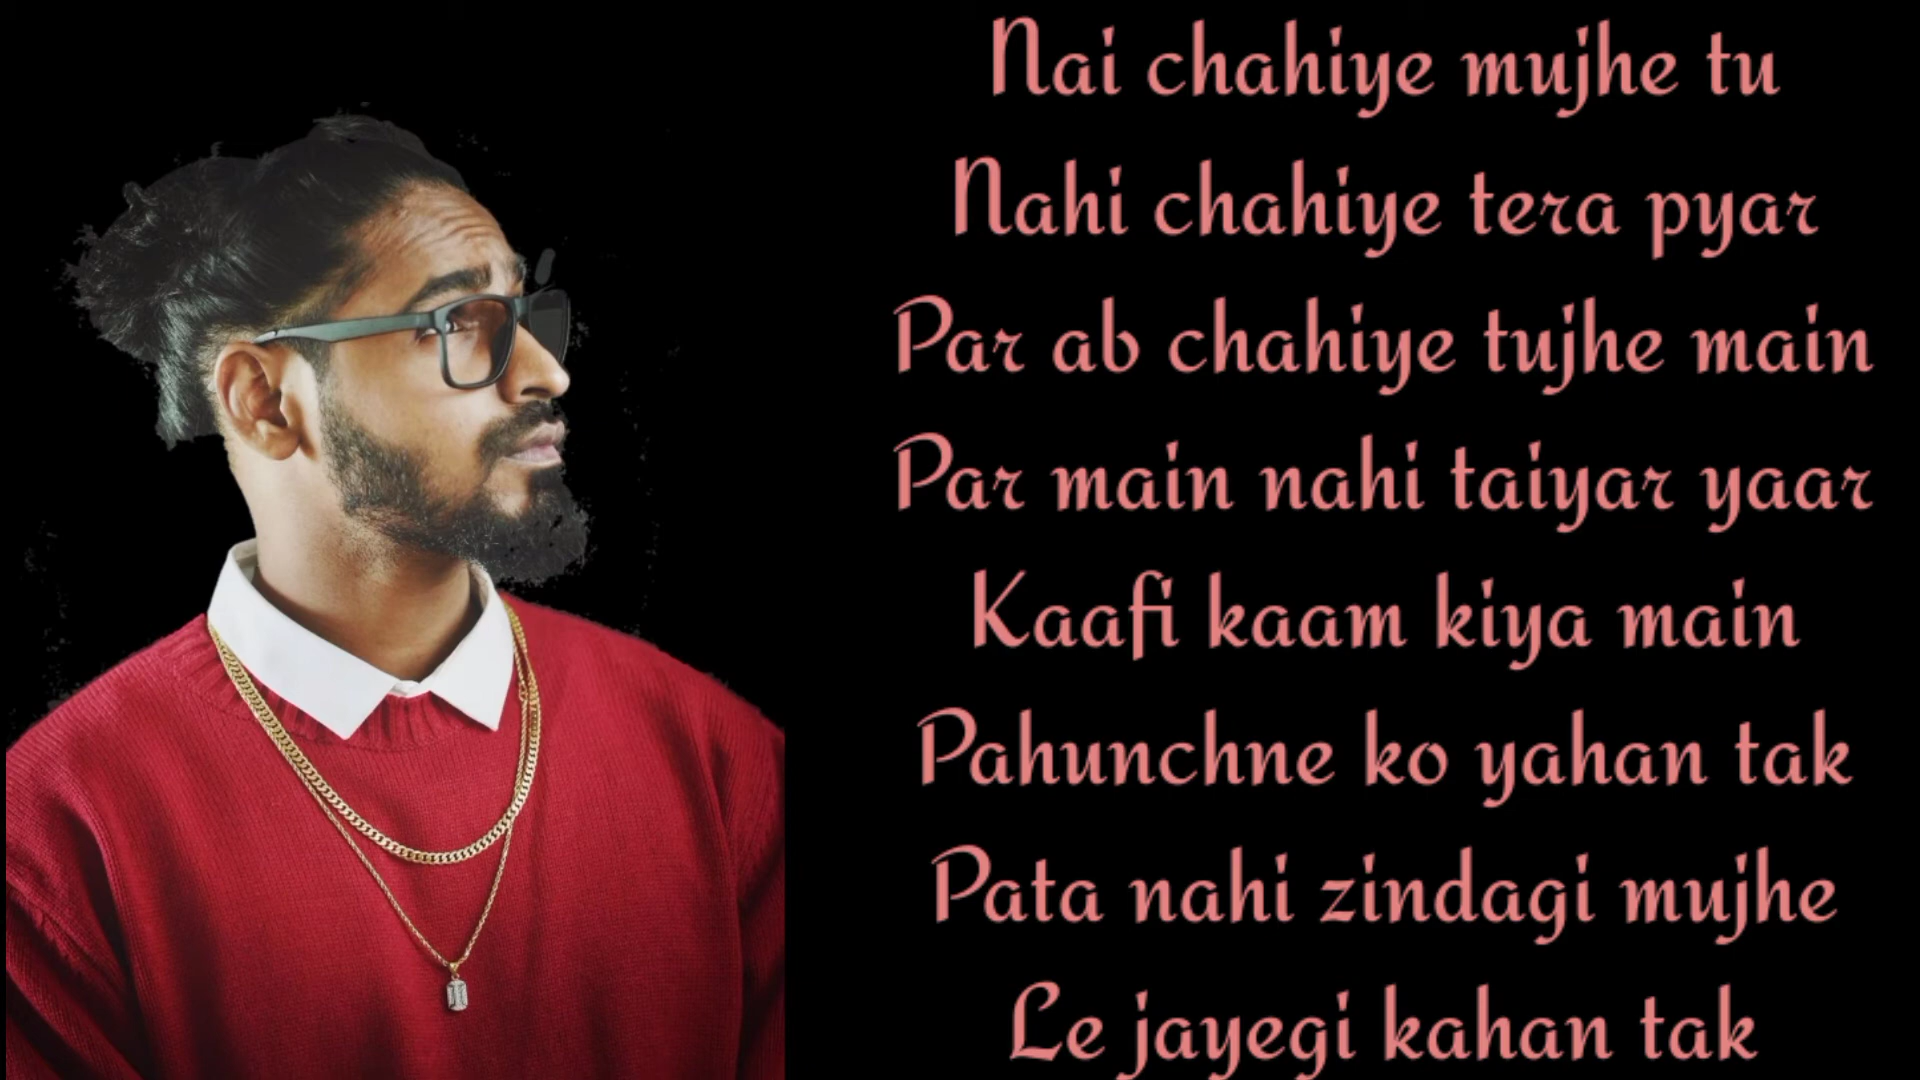 Nai chahiye mujhe tu
Nahi chahiye tera pyar
Par ab chahiye tujhe main
Par main nahi taiyar yaar
Kaafi kaam kiya main
Pahunchne ko yahan tak
Pata nahi zindagi mujhe
Le jayegi kahan tak